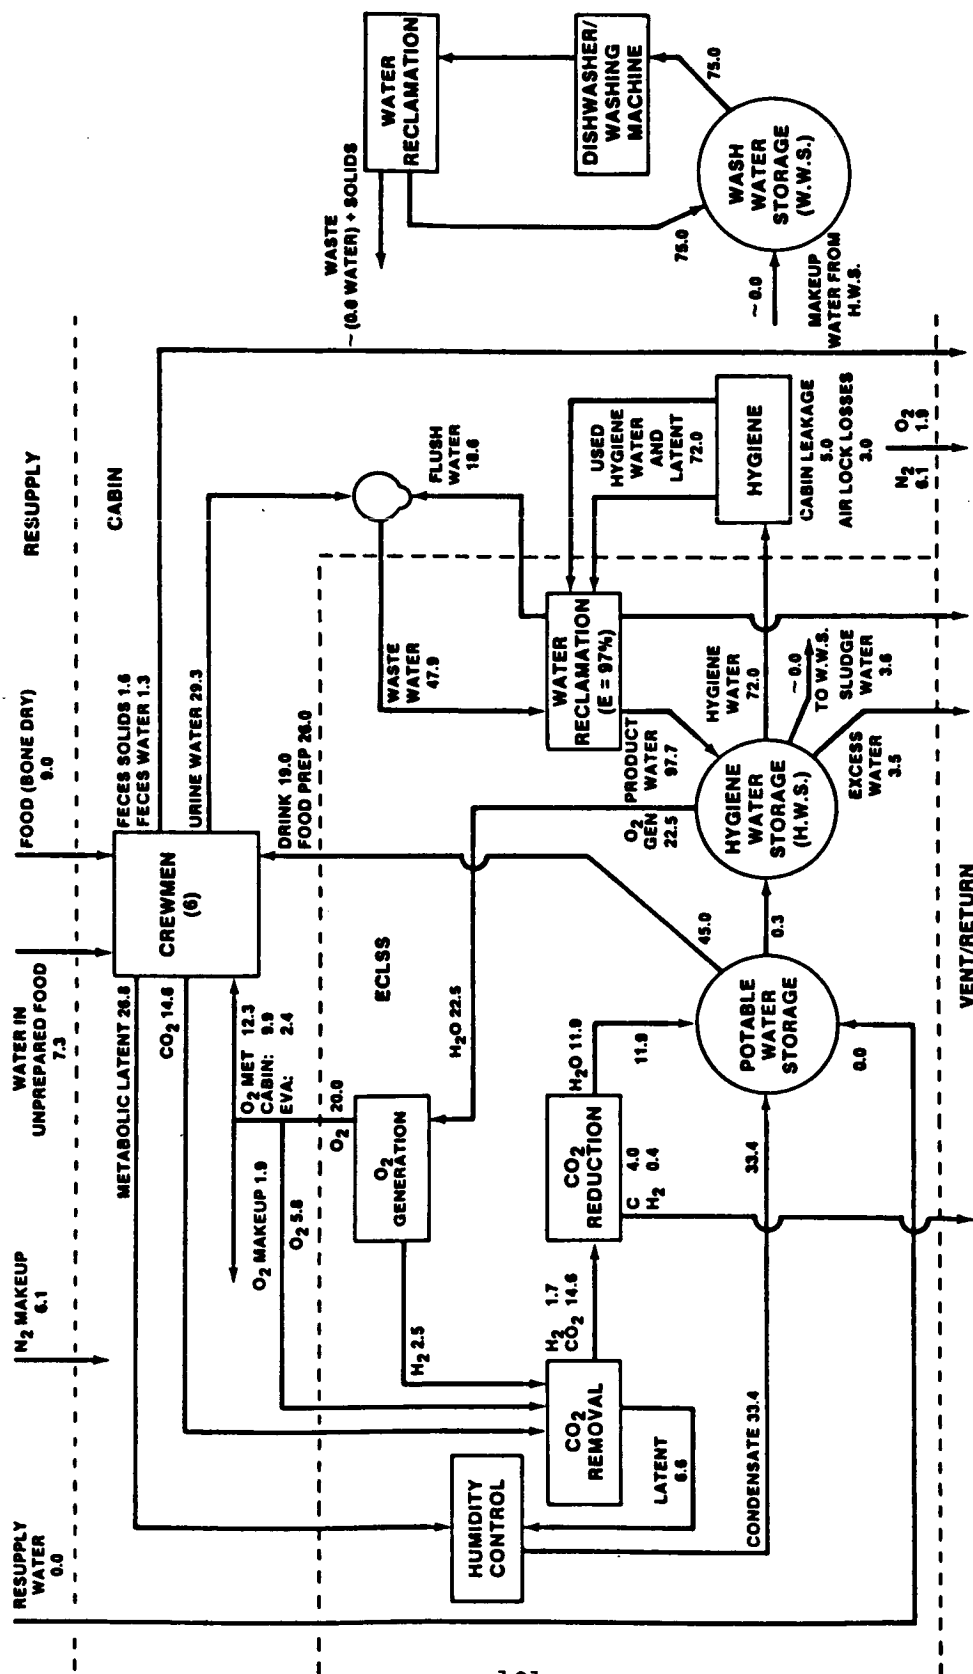 RESUPPLY
WATER
0.0
N₂ MAKEUP
6.1
WATER IN
UNPREPARED FOOD
7.3
FOOD (BONE DRY)
9.0
RESUPPLY
CABIN
METABOLIC LATENT 26.8
CO₂ 14.6
CREWMEN
(6)
FECES SOLIDS 1.6
FECES WATER 1.3
URINE WATER 29.3
O₂ MAKEUP 1.9
O₂ 5.8
O₂ MET 12.3
CABIN: 9.9
EVA: 2.4
O₂ 20.0
DRINK 19.0
FOOD PREP 26.0
WASTE
~ (0.0 WATER) + SOLIDS
WATER
RECLAMATION
ECLSS
O₂
GENERATION
H₂ 2.5
H₂O 22.5
WASTE
WATER
47.9
FLUSH
WATER
18.6
HUMIDITY
CONTROL
CO₂
REMOVAL
H₂ 1.7
CO₂ 14.6
CO₂
REDUCTION
C 4.0
H₂ 0.4
H₂O 11.9
11.9
LATENT
6.6
WATER
RECLAMATION
(E = 97%)
USED
HYGIENE
WATER
AND
LATENT
72.0
DISHWASHER/
WASHING
MACHINE
O₂
GEN
22.5
PRODUCT
WATER
97.7
HYGIENE
WATER
72.0
HYGIENE
75.0
75.0
CONDENSATE 33.4
33.4
45.0
POTABLE
WATER
STORAGE
0.3
HYGIENE
WATER
STORAGE
(H.W.S.)
~ 0.0
TO W.W.S.
SLUDGE
WATER
3.6
CABIN LEAKAGE
5.0
AIR LOCK LOSSES
3.0
WASH
WATER
STORAGE
(W.W.S.)
~ 0.0
MAKEUP
WATER FROM
H.W.S.
0.0
EXCESS
WATER
3.5
N₂
6.1
O₂
1.9
VENT/RETURN